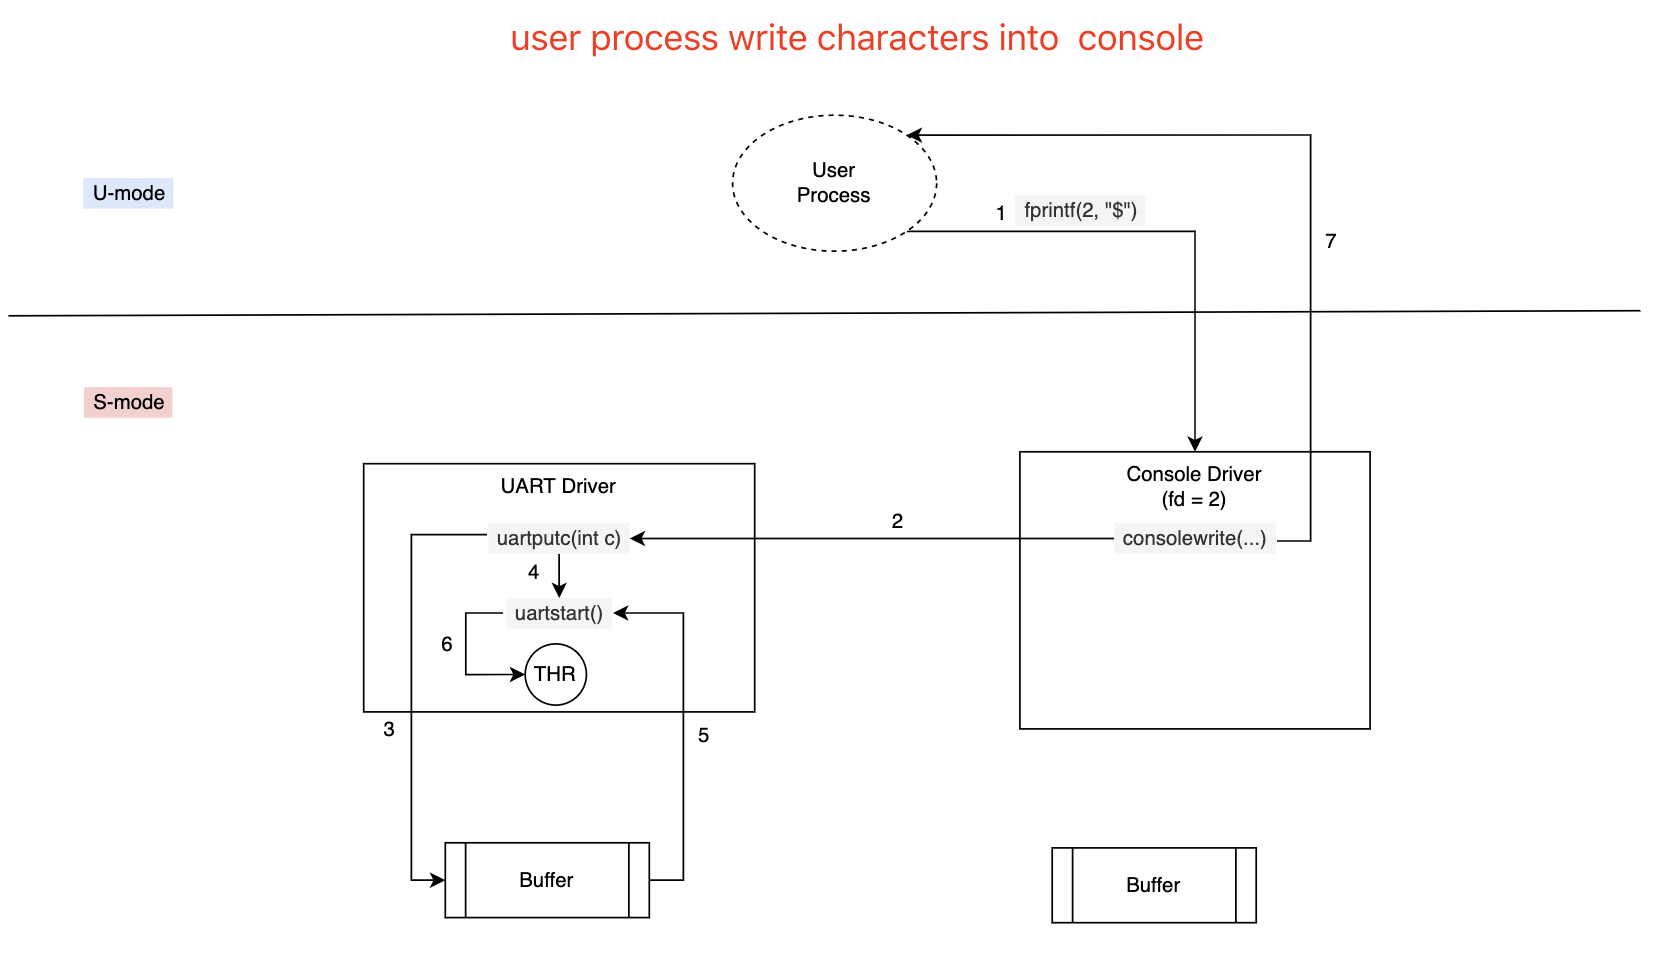 user process write characters into  console
User
Process
U-mode
1
fprintf(2, "$")
7
S-mode
UART Driver
Console Driver
(fd = 2)
2
uartputc(int c)
consolewrite(...)
4
uartstart()
6
THR
3
5
Buffer
Buffer